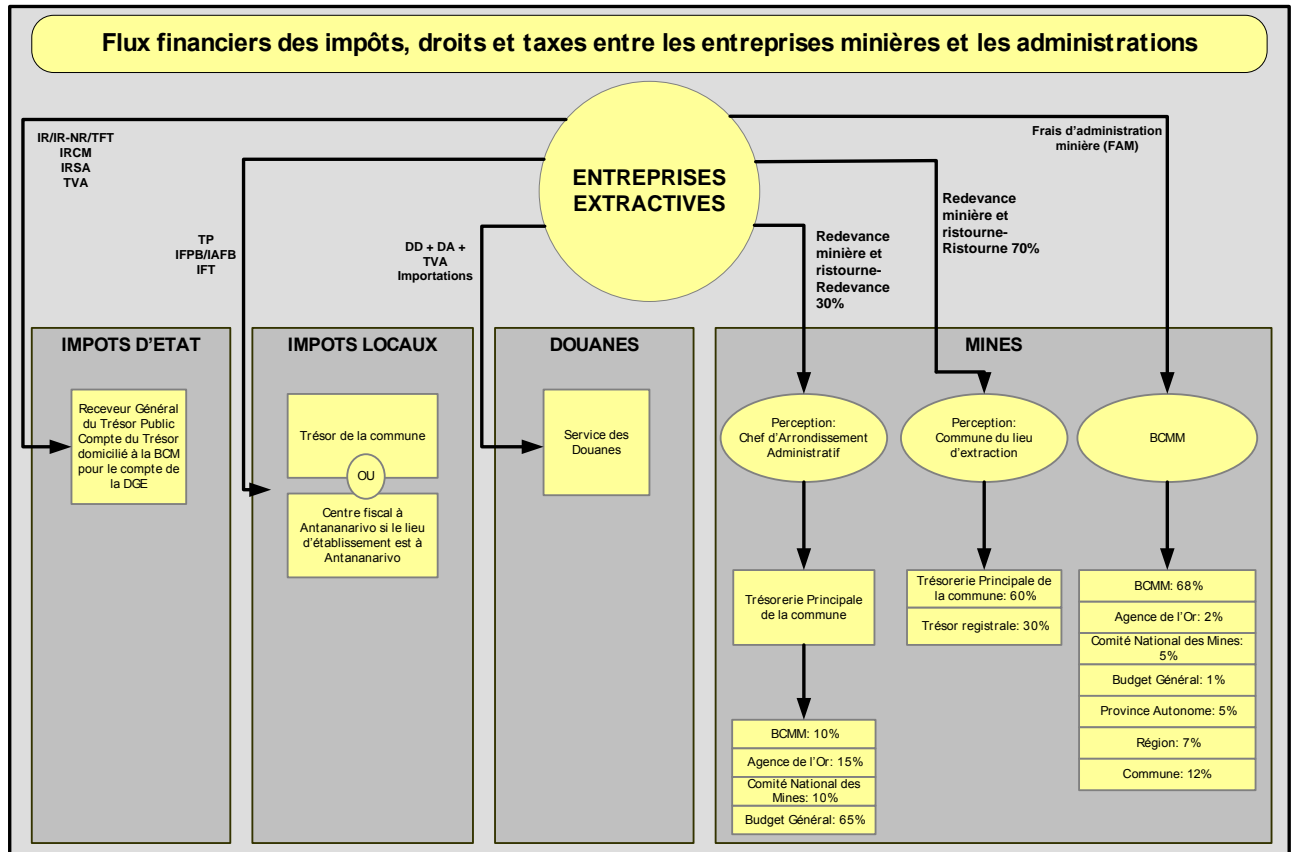 Flux financiers des impôts, droits et taxes entre les entreprises minières et les administrations
IR/IR-NR/TFT
IRCM
IRSA
TVA
TP
IFPB/IAFB
IFT
DD + DA +
TVA
Importations
ENTREPRISES
EXTRACTIVES
Redevance
minière et
ristourne-
Redevance
30%
Redevance
minière et
ristourne-
Ristourne 70%
Frais d'administration
minière (FAM)
IMPOTS D'ETAT
Receveur Général
du Trésor Public
Compte du Trésor
domicilié à la BCM
pour le compte de
la DGE
IMPOTS LOCAUX
Trésor de la commune
OU
Centre fiscal à
Antananarivo si le lieu
d'établissement est à
Antananarivo
DOUANES
Service des
Douanes
MINES
Perception:
Chef d'Arrondissement
Administratif
Trésorerie Principale
de la commune
BCMM: 10%
Agence de l'Or: 15%
Comité National des
Mines: 10%
Budget Général: 65%
Perception:
Commune du lieu
d'extraction
Trésorerie Principale de
la commune: 60%
Trésor registrale: 30%
BCMM
BCMM: 68%
Agence de l'Or: 2%
Comité National des Mines:
5%
Budget Général: 1%
Province Autonome: 5%
Région: 7%
Commune: 12%